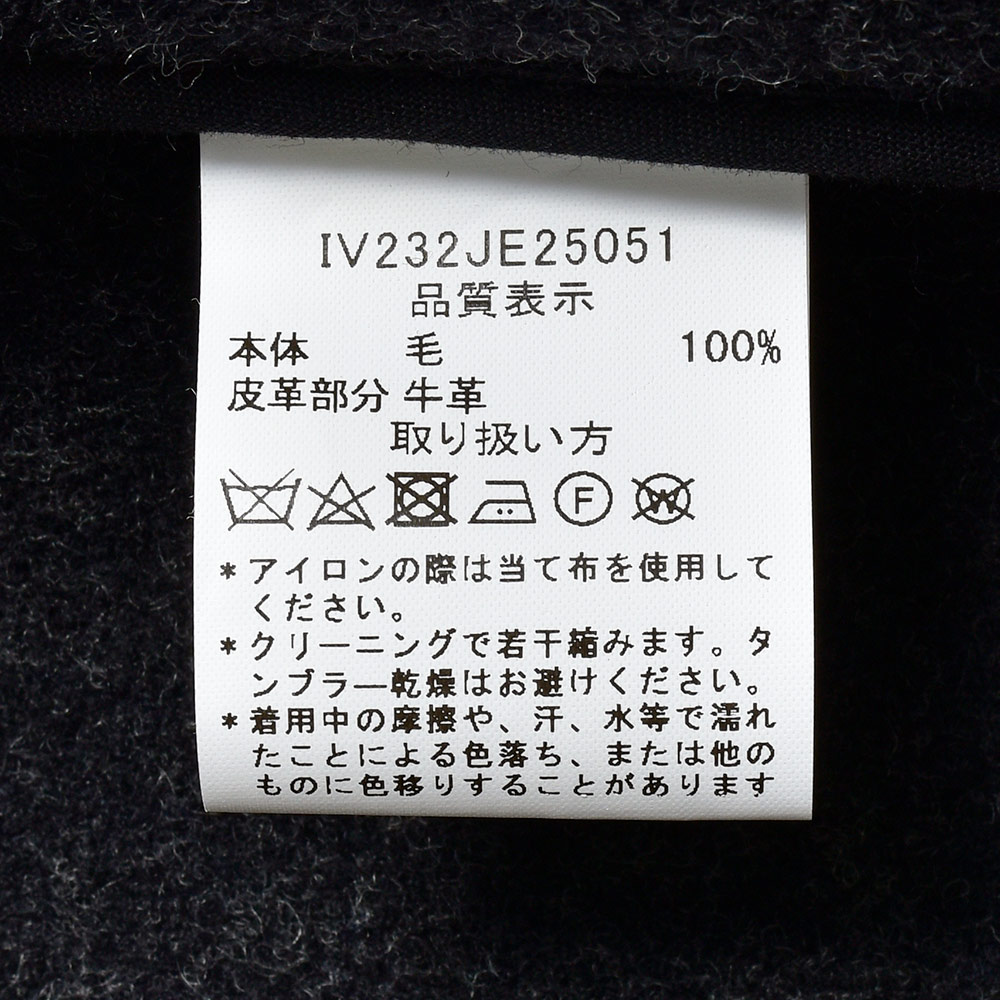 IV232JE25051
品質表示
本体 毛 100%
皮革部分 牛革
取り扱い方
F W
*アイロンの際は当て布を使用して
ください。
*クリーニングで若干縮みます。タ
ンブラー乾燥はお避けください。
*着用中の摩擦や、汗、水等で濡れ
たことによる色落ち、または他の
ものに色移りすることがあります